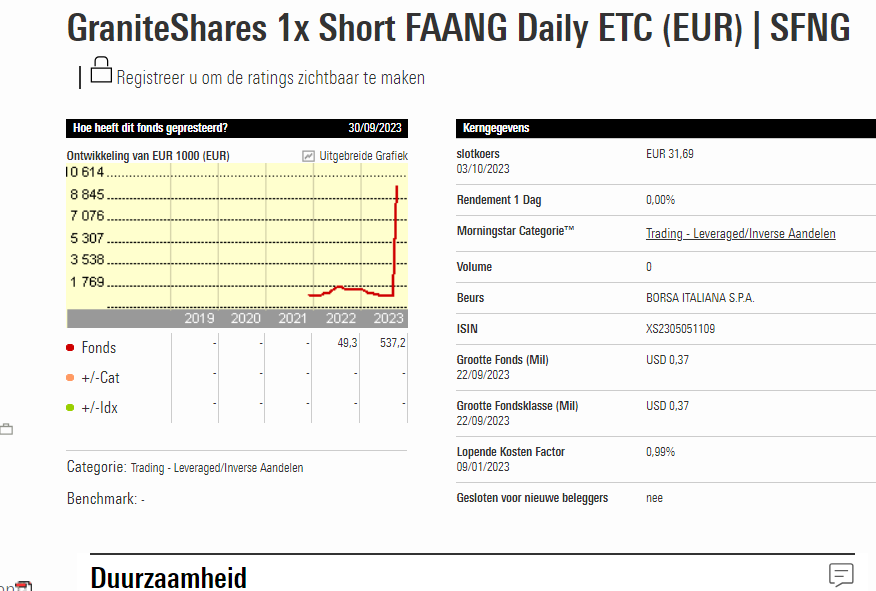 GraniteShares 1x Short FAANG Daily ETC (EUR) | SFNG
Registreer u om de ratings zichtbaar te maken
Hoe heeft dit fonds gepresteerd? 30/09/2023
Ontwikkeling van EUR 1000 (EUR) Uitgebreide Grafiek
10 614
8 845
7 076
5 307
3 538
1 769
2019 2020 2021 2022 2023
Fonds - - - 49,3 537,2
+/-Cat - - - - -
+/-Idx - - - - -
Categorie: Trading - Leveraged/Inverse Aandelen
Benchmark: -
Kerngegevens
slotkoers EUR 31,69
03/10/2023
Rendement 1 Dag 0,00%
Morningstar Categorie™ Trading - Leveraged/Inverse Aandelen
Volume 0
Beurs BORSA ITALIANA S.P.A.
ISIN XS2305051109
Grootte Fonds (Mil) USD 0,37
22/09/2023
Grootte Fondsklasse (Mil) USD 0,37
22/09/2023
Lopende Kosten Factor 0,99%
09/01/2023
Gesloten voor nieuwe beleggers nee
Duurzaamheid